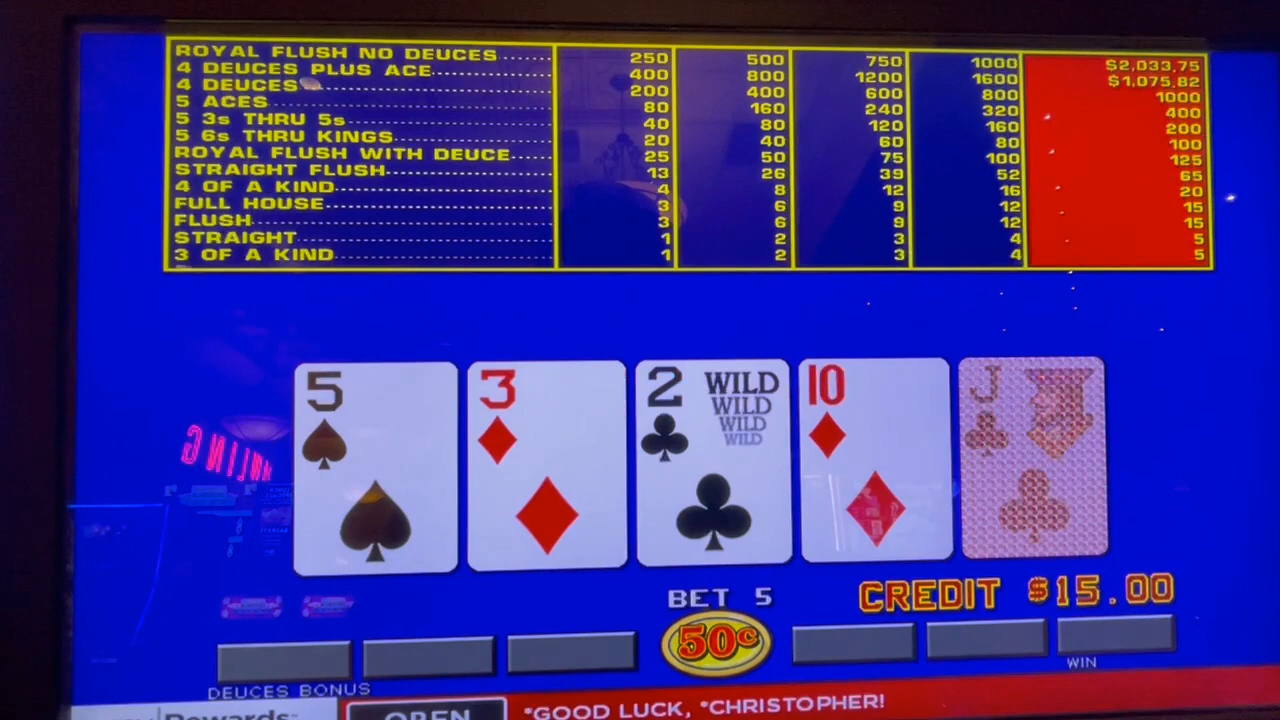 ROYAL FLUSH NO DEUCES 250 500 750 1000 $2,033,75
4 DEUCES PLUS ACE 400 800 1200 1600 $1,075,82
4 DEUCES 200 400 600 800 1000
5 ACES 80 160 240 320 400
5 3s THRU 5s 40 80 120 160 200
5 6s THRU KINGS 20 40 60 80 100
ROYAL FLUSH WITH DEUCE 25 50 75 100 125
STRAIGHT FLUSH 13 26 39 52 65
4 OF A KIND 4 8 12 16 20
FULL HOUSE 3 6 9 12 15
FLUSH 3 6 9 12 15
STRAIGHT 1 2 3 4 5
3 OF A KIND 1 2 3 4 5
5 3 2 WILD 10 J
WILD
WILD
WILD
BET 5 CREDIT $15.00
50¢
WIN
DEUCES BONUS
Rewards
OPEN
*GOOD LUCK, *CHRISTOPHER!